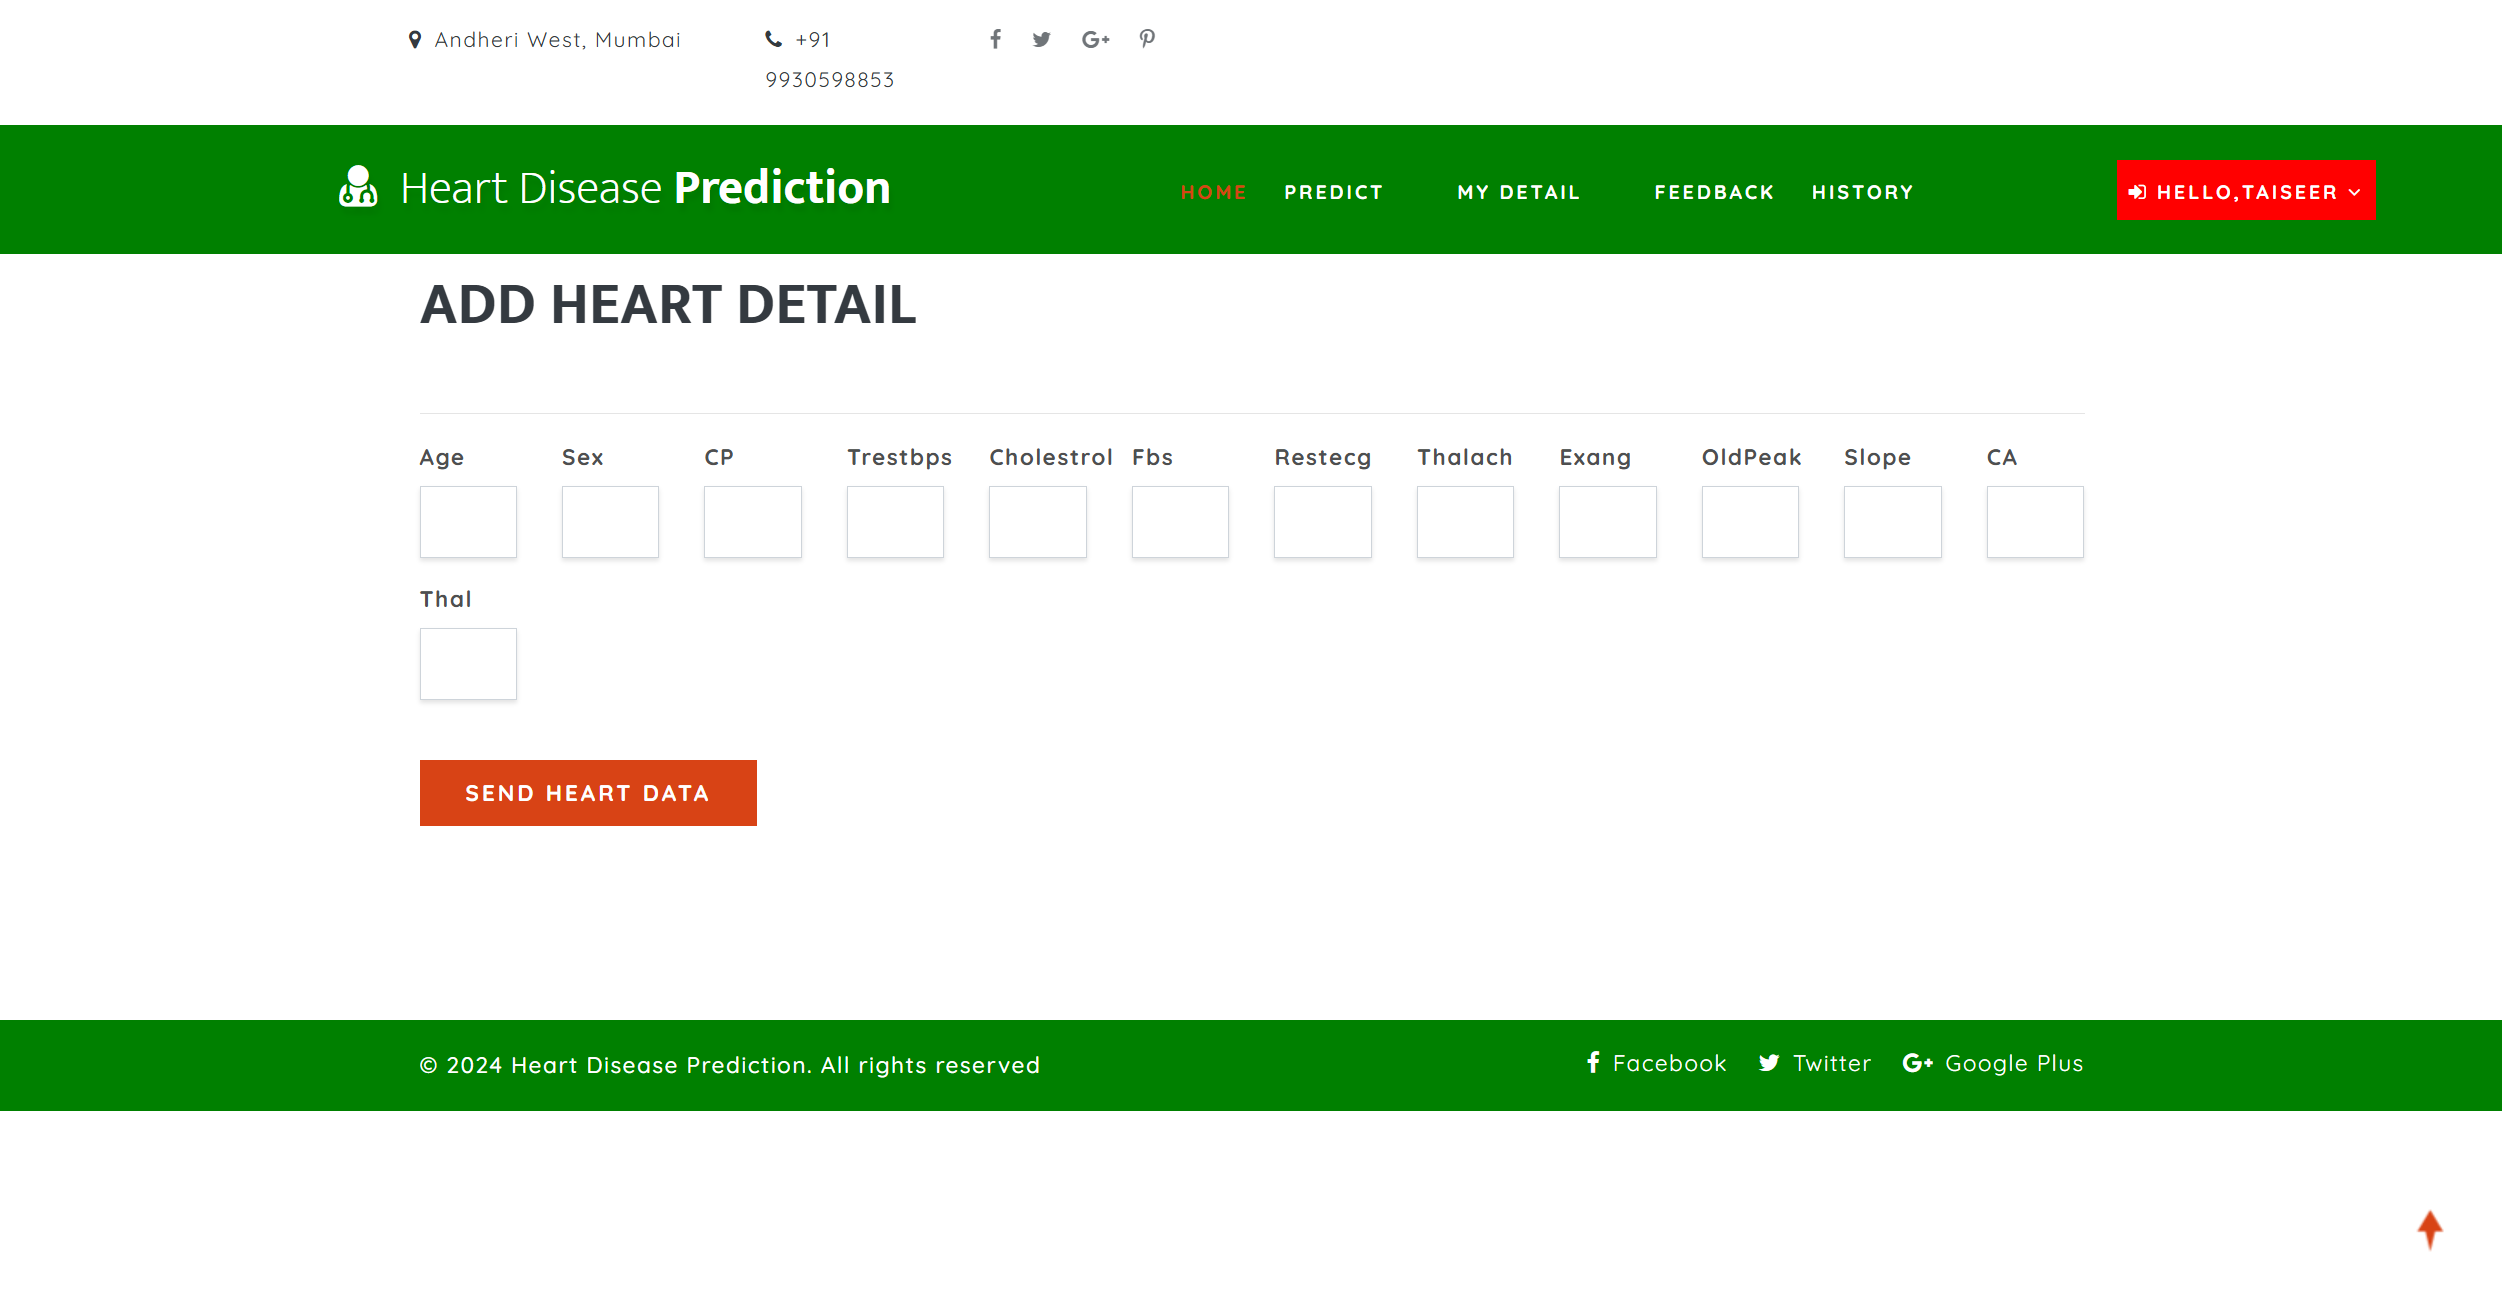 Andheri West, Mumbai
+91
9930598853
Heart Disease Prediction
HOME PREDICT MY DETAIL FEEDBACK HISTORY HELLO,TAISEER
ADD HEART DETAIL
Age Sex CP Trestbps Cholestrol Fbs Restecg Thalach Exang OldPeak Slope CA
Thal
SEND HEART DATA
© 2024 Heart Disease Prediction. All rights reserved Facebook Twitter Google Plus